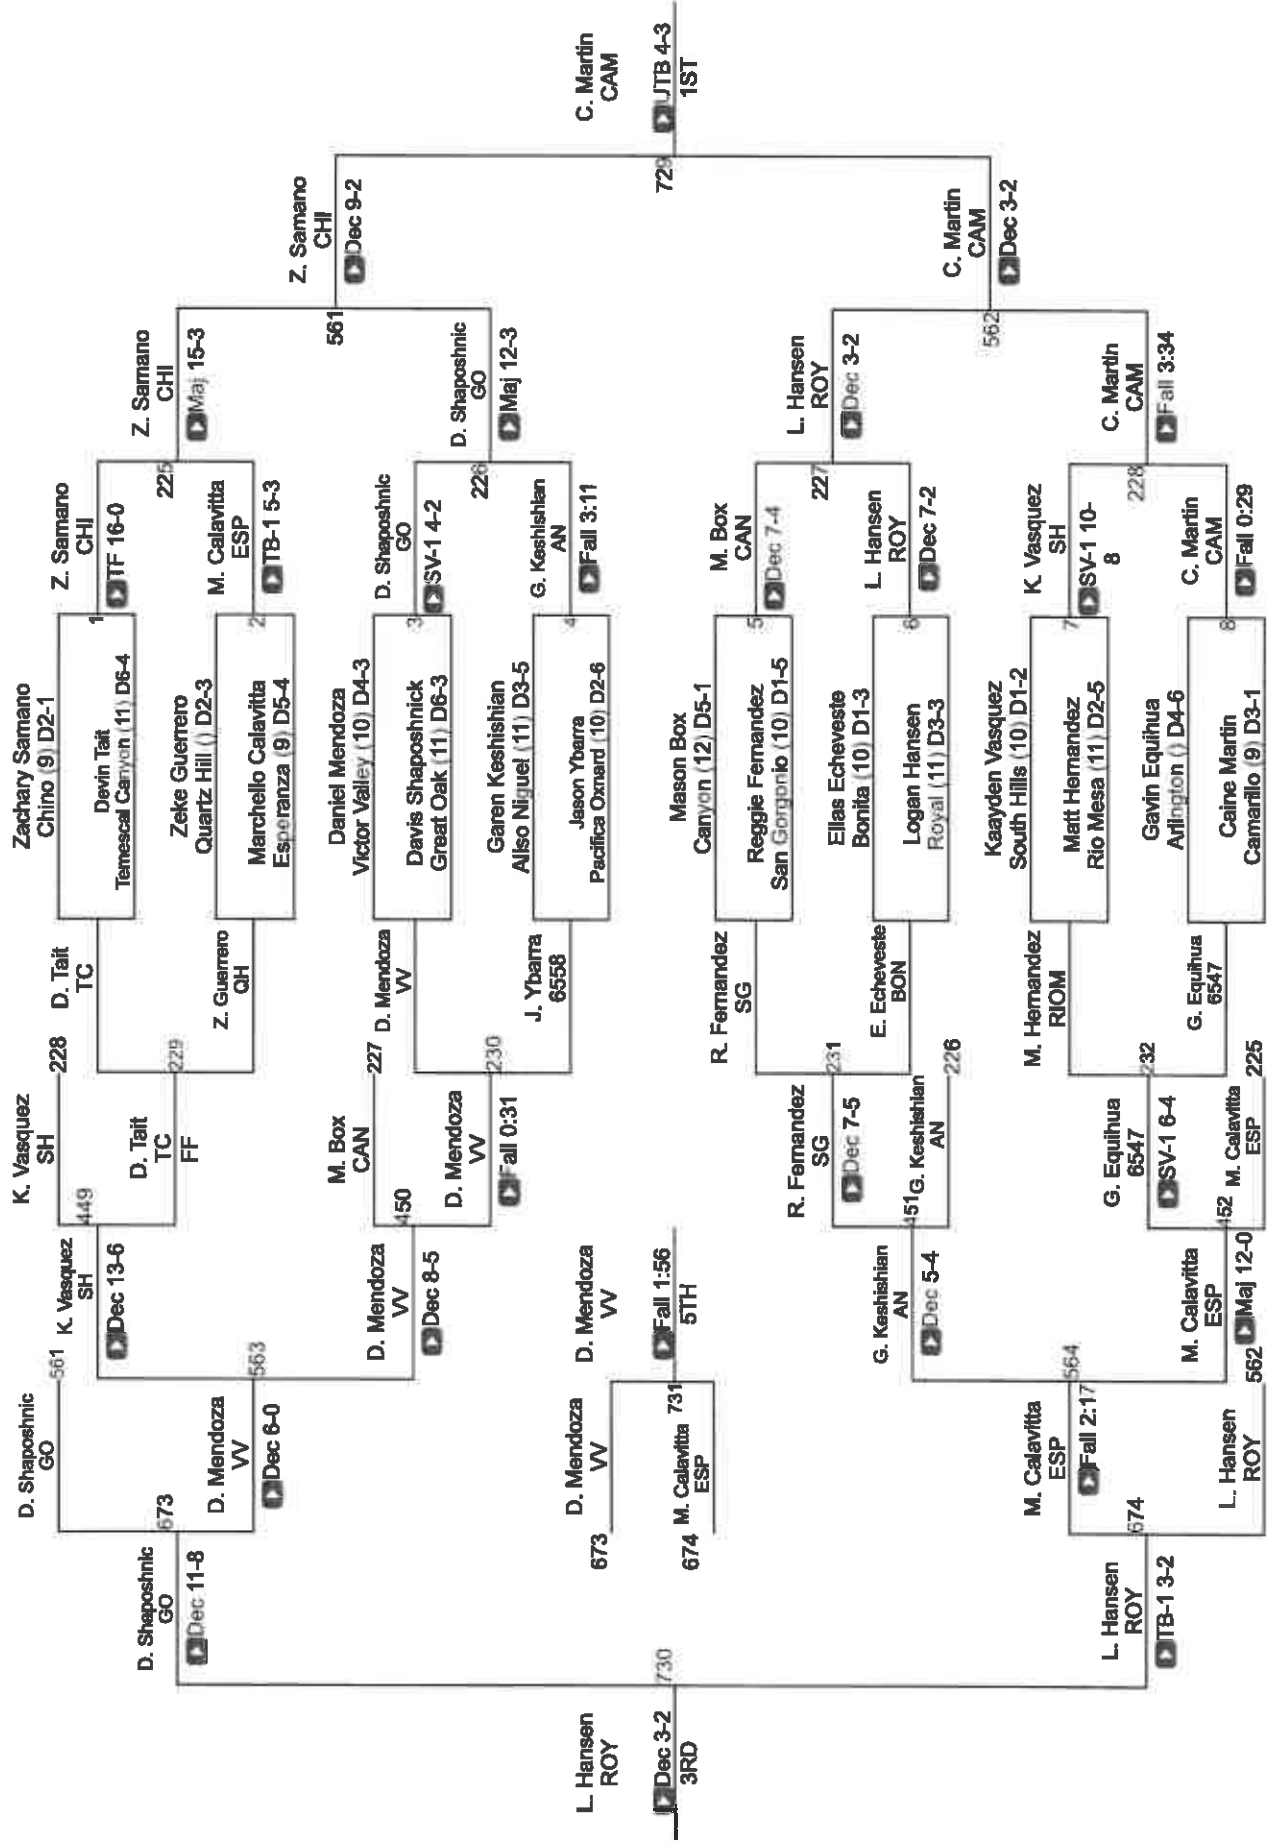 Zachary Samano
Chino (9) D2-1
Devin Tait
Temescal Canyon (11) D6-4
Zeke Guerrero
Quartz Hill () D2-3
Marchello Calavitta
Esperanza (9) D5-4
Daniel Mendoza
Victor Valley (10) D4-3
Davis Shaposhnick
Great Oak (11) D6-3
Garen Keshishian
Aliso Niguel (11) D3-5
Jason Ybarra
Pacifica Oxnard (10) D2-6
Mason Box
Canyon (12) D5-1
Reggie Fernandez
San Gorgonio (10) D1-5
Elias Echeveste
Bonita (10) D1-3
Logan Hansen
Royal (11) D3-3
Kaayden Vasquez
South Hills (10) D1-2
Matt Hernandez
Rio Mesa (11) D2-5
Gavin Equihua
Arlington () D4-6
Caine Martin
Camarillo (9) D3-1
1
2
3
4
5
6
7
8
Z. Samano
CHI
TF 16-0
M. Calavitta
ESP
TB-1 5-3
D. Shaposhnic
GO
SV-1 4-2
G. Keshishian
AN
Fall 3:11
M. Box
CAN
Dec 7-4
L. Hansen
ROY
Dec 7-2
K. Vasquez
SH
SV-1 10-
8
C. Martin
CAM
Fall 0:29
225
226
227
228
Z. Samano
CHI
Maj 15-3
D. Shaposhnic
GO
Maj 12-3
L. Hansen
ROY
Dec 3-2
C. Martin
CAM
Fall 3:34
561
562
Z. Samano
CHI
Dec 9-2
C. Martin
CAM
Dec 3-2
729
C. Martin
CAM
UTB 4-3
1ST
D. Tait
TC
Z. Guerrero
QH
D. Mendoza
VV
J. Ybarra
6558
R. Fernandez
SG
E. Echeveste
BON
M. Hernandez
RIOM
G. Equihua
6547
228
229
227
230
231
226
232
225
K. Vasquez
SH
D. Tait
TC
FF
M. Box
CAN
D. Mendoza
VV
Fall 0:31
R. Fernandez
SG
Dec 7-5
G. Keshishian
AN
G. Equihua
6547
SV-1 6-4
M. Calavitta
ESP
449
450
451
452
K. Vasquez
SH
Dec 13-6
D. Mendoza
VV
Dec 8-5
G. Keshishian
AN
Dec 5-4
M. Calavitta
ESP
Maj 12-0
561
563
564
562
D. Shaposhnic
GO
D. Mendoza
VV
Dec 6-0
M. Calavitta
ESP
Fall 2:17
L. Hansen
ROY
673
674
D. Shaposhnic
GO
Dec 11-8
L. Hansen
ROY
TB-1 3-2
730
L. Hansen
ROY
Dec 3-2
3RD
673
D. Mendoza
VV
674
M. Calavitta
ESP
731
D. Mendoza
VV
Fall 1:56
5TH